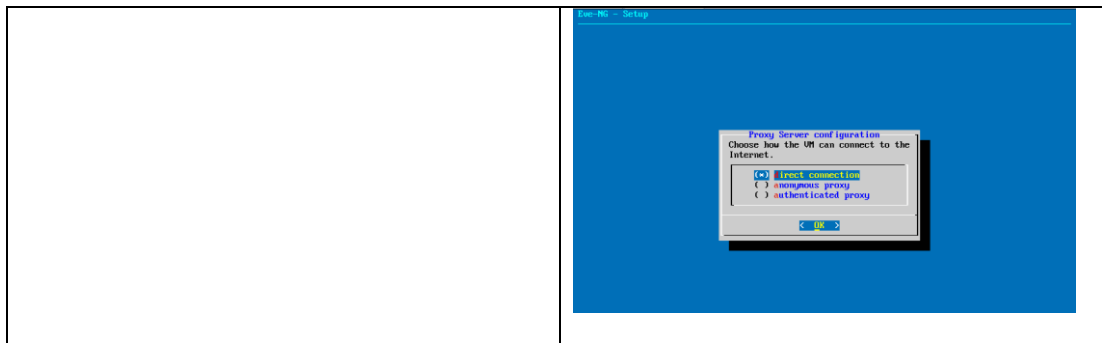 Eve-NG - Setup
Proxy Server configuration
Choose how the VM can connect to the
Internet.
(*) direct connection
( ) anonymous proxy
( ) authenticated proxy
< OK >